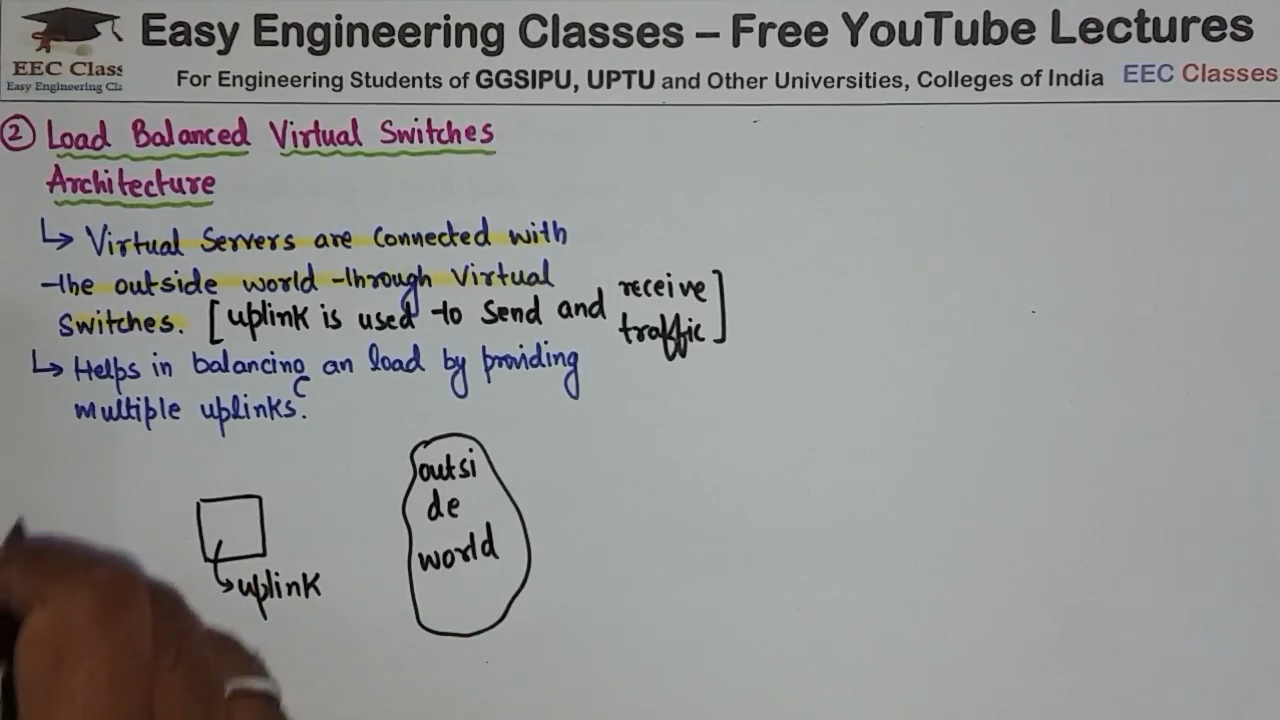 Easy Engineering Classes – Free YouTube Lectures
EEC Class
Easy Engineering Cla
For Engineering Students of GGSIPU, UPTU and Other Universities, Colleges of India EEC Classes
② Load Balanced Virtual Switches
Architecture
↳ Virtual Servers are connected with
the outside world through Virtual
Switches. [uplink is used to send and receive
traffic]
↳ Helps in balancing an load by providing
multiple uplinks.
outsi
de
world
uplink